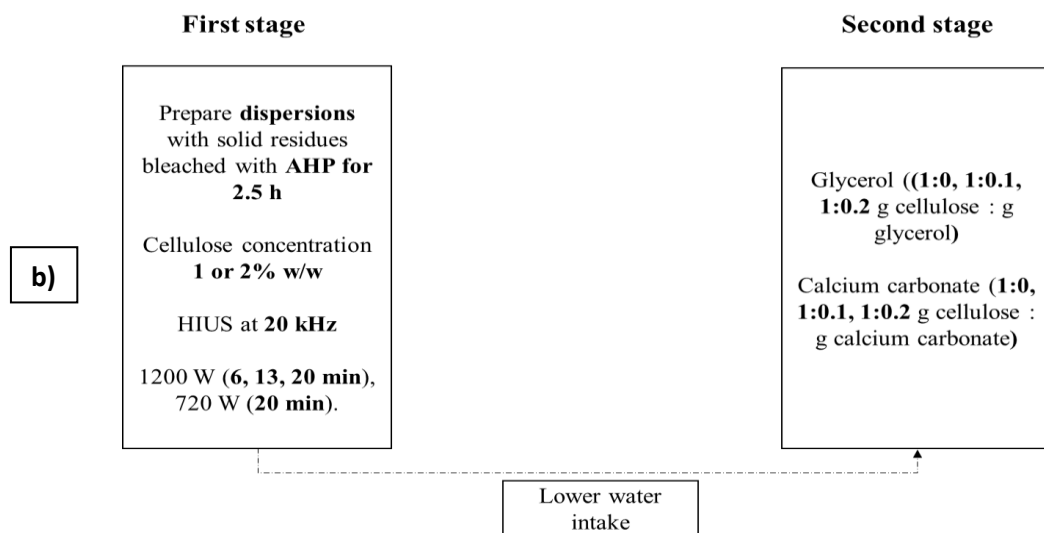 First stage
Second stage
b)
Prepare dispersions
with solid residues
bleached with AHP for
2.5 h
Cellulose concentration
1 or 2% w/w
HIUS at 20 kHz
1200 W (6, 13, 20 min),
720 W (20 min).
Glycerol ((1:0, 1:0.1,
1:0.2 g cellulose : g
glycerol)
Calcium carbonate (1:0,
1:0.1, 1:0.2 g cellulose :
g calcium carbonate)
Lower water
intake